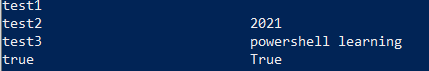 test1
test2 2021
test3 powershell learning
true True